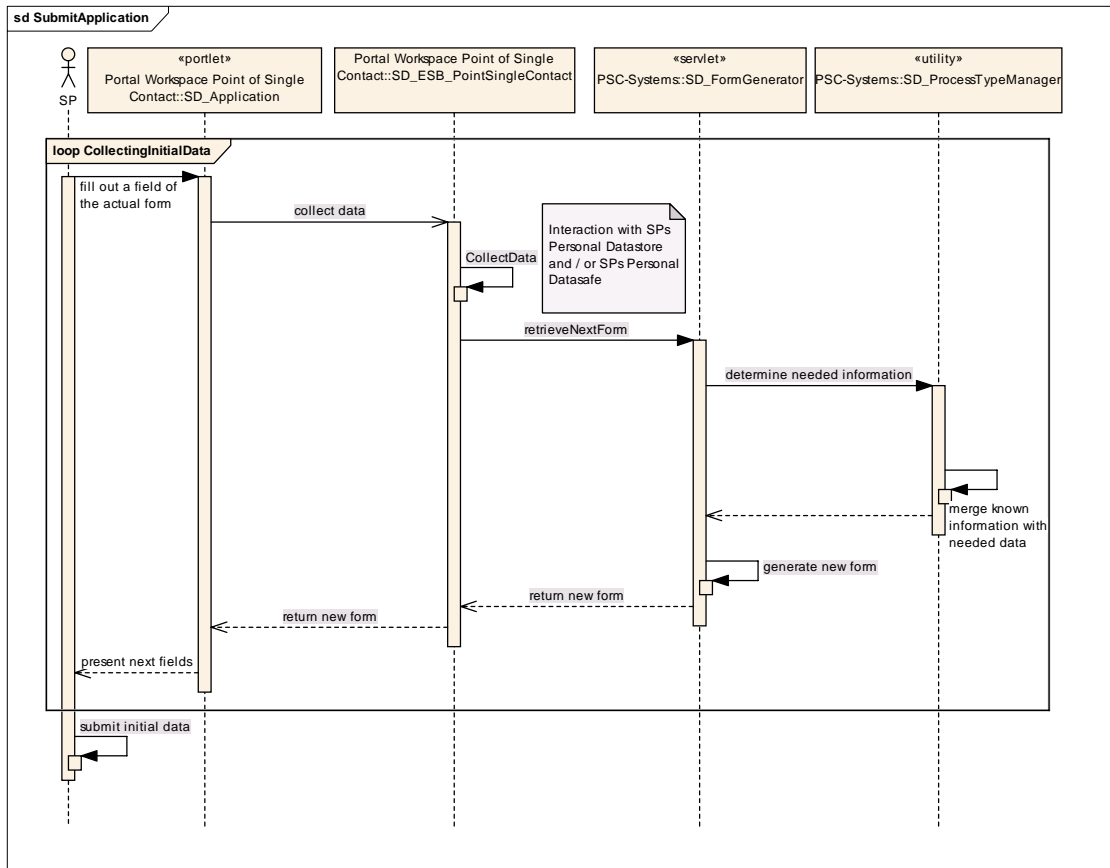 sd SubmitApplication
SP
«portlet»
Portal Workspace Point of Single
Contact::SD_Application
Portal Workspace Point of Single
Contact::SD_ESB_PointSingleContact
«servlet»
PSC-Systems::SD_FormGenerator
«utility»
PSC-Systems::SD_ProcessTypeManager
loop CollectingInitialData
fill out a field of
the actual form
collect data
Interaction with SPs
Personal Datastore
and / or SPs Personal
Datasafe
CollectData
retrieveNextForm
determine needed information
merge known
information with
needed data
generate new form
return new form
return new form
present next fields
submit initial data